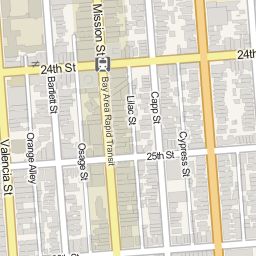 Mission St
24th St
24th
Bartlett St
Bay Area Rapid Transit
Lilac St
Capp St
Cypress St
Valencia St
Orange Alley
Osage St
25th St